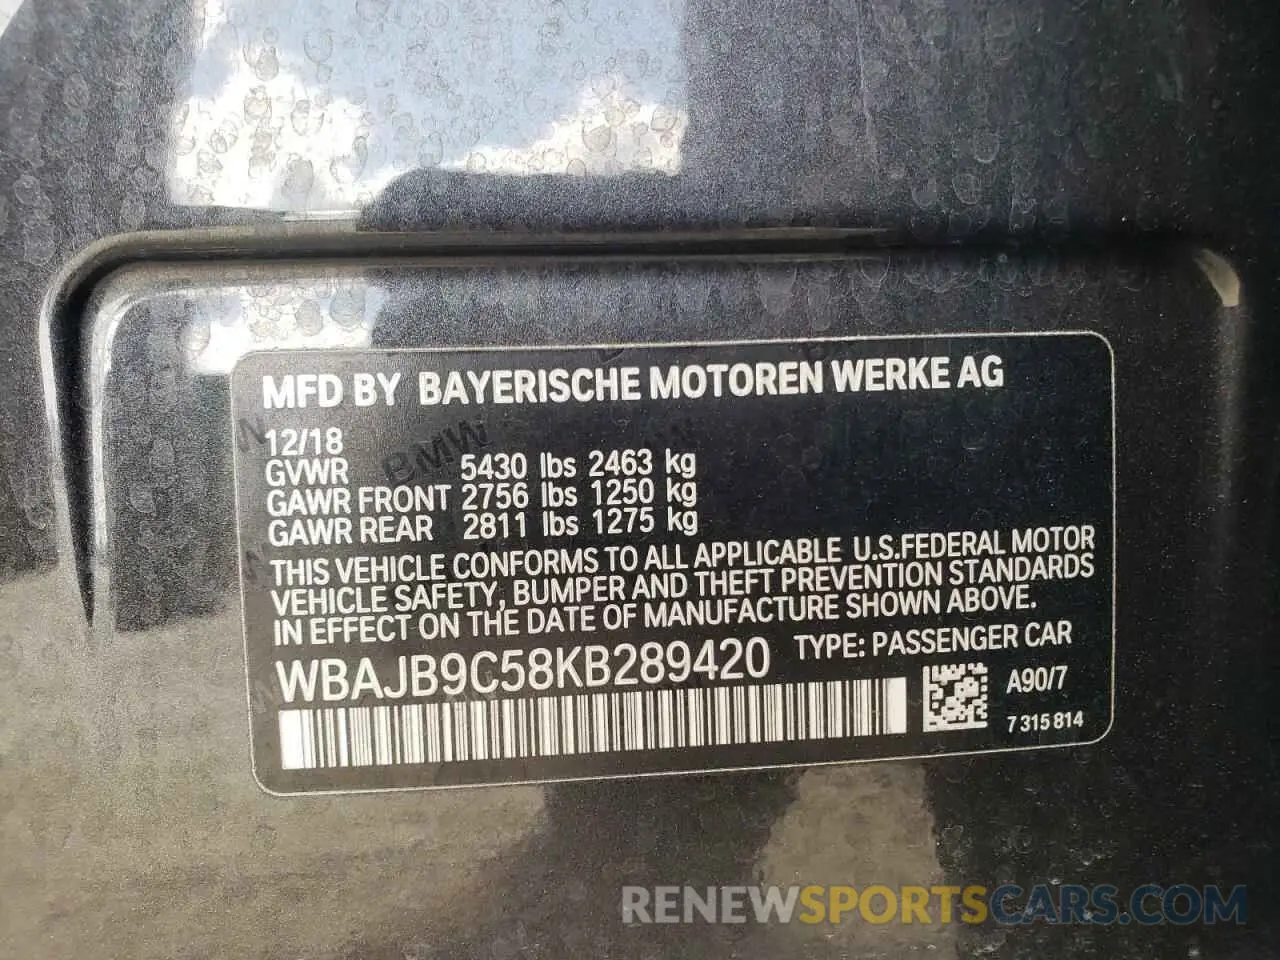 MFD BY BAYERISCHE MOTOREN WERKE AG
12/18
GVWR 5430 lbs 2463 kg
GAWR FRONT 2756 lbs 1250 kg
GAWR REAR 2811 lbs 1275 kg
THIS VEHICLE CONFORMS TO ALL APPLICABLE U.S.FEDERAL MOTOR
VEHICLE SAFETY, BUMPER AND THEFT PREVENTION STANDARDS
IN EFFECT ON THE DATE OF MANUFACTURE SHOWN ABOVE.
WBAJB9C58KB289420 TYPE: PASSENGER CAR
A90/7
7 315 814
BMW
RENEWSPORTSCARS.COM